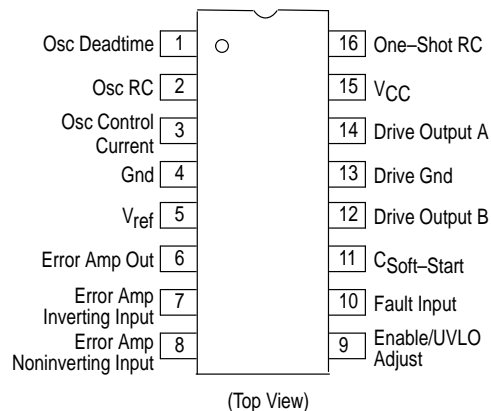 Osc Deadtime 1
Osc RC 2
Osc Control
Current 3
Gnd 4
Vref 5
Error Amp Out 6
Error Amp
Inverting Input 7
Error Amp
Noninverting Input 8
16 One–Shot RC
15 VCC
14 Drive Output A
13 Drive Gnd
12 Drive Output B
11 CSoft–Start
10 Fault Input
9 Enable/UVLO
Adjust
(Top View)